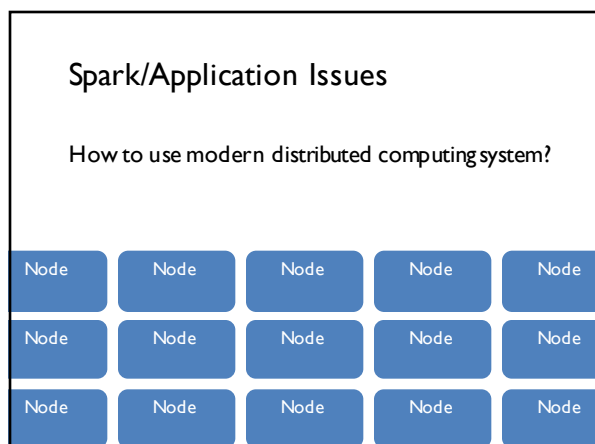 Spark/Application Issues
How to use modern distributed computing system?
Node Node Node Node Node
Node Node Node Node Node
Node Node Node Node Node